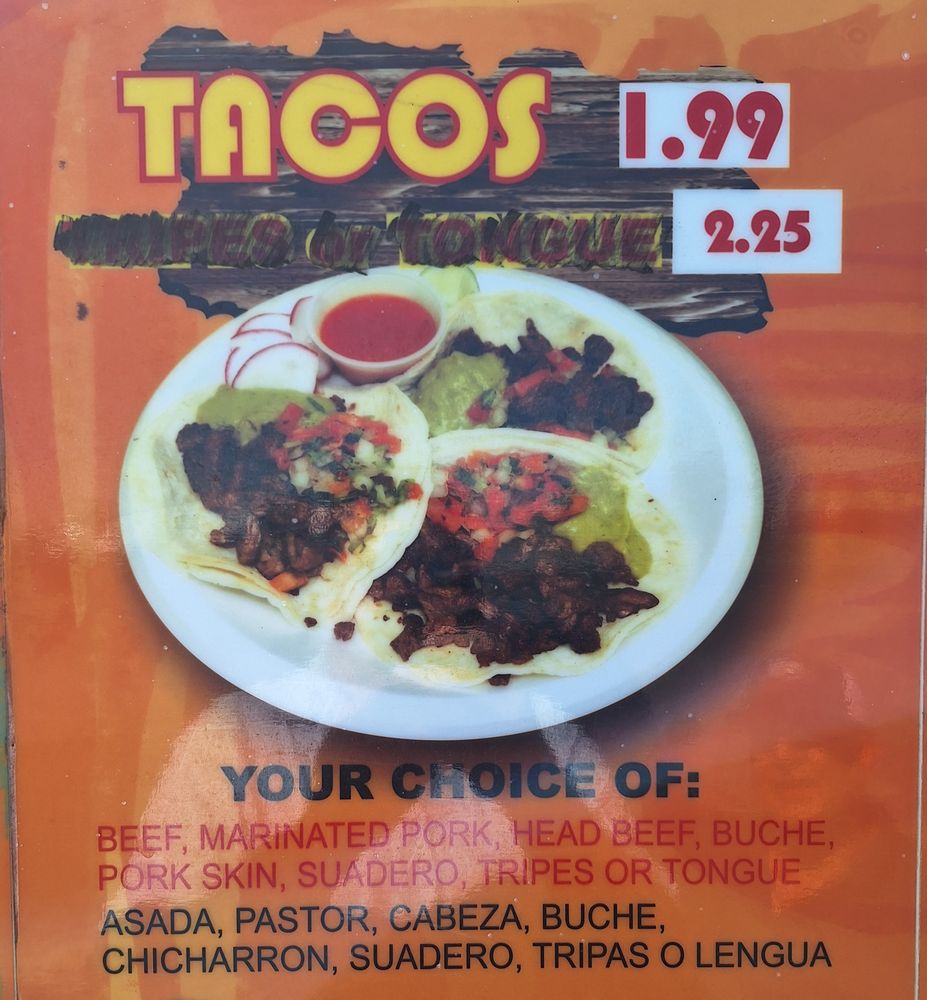 TACOS 1.99
TRIPES or TONGUE 2.25
YOUR CHOICE OF:
BEEF, MARINATED PORK, HEAD BEEF, BUCHE,
PORK SKIN, SUADERO, TRIPES OR TONGUE
ASADA, PASTOR, CABEZA, BUCHE,
CHICHARRON, SUADERO, TRIPAS O LENGUA